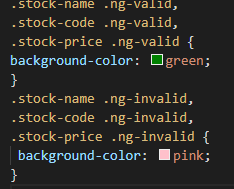 .stock-name .ng-valid,
.stock-code .ng-valid,
.stock-price .ng-valid {
background-color: green;
}
.stock-name .ng-invalid,
.stock-code .ng-invalid,
.stock-price .ng-invalid {
 background-color: pink;
}